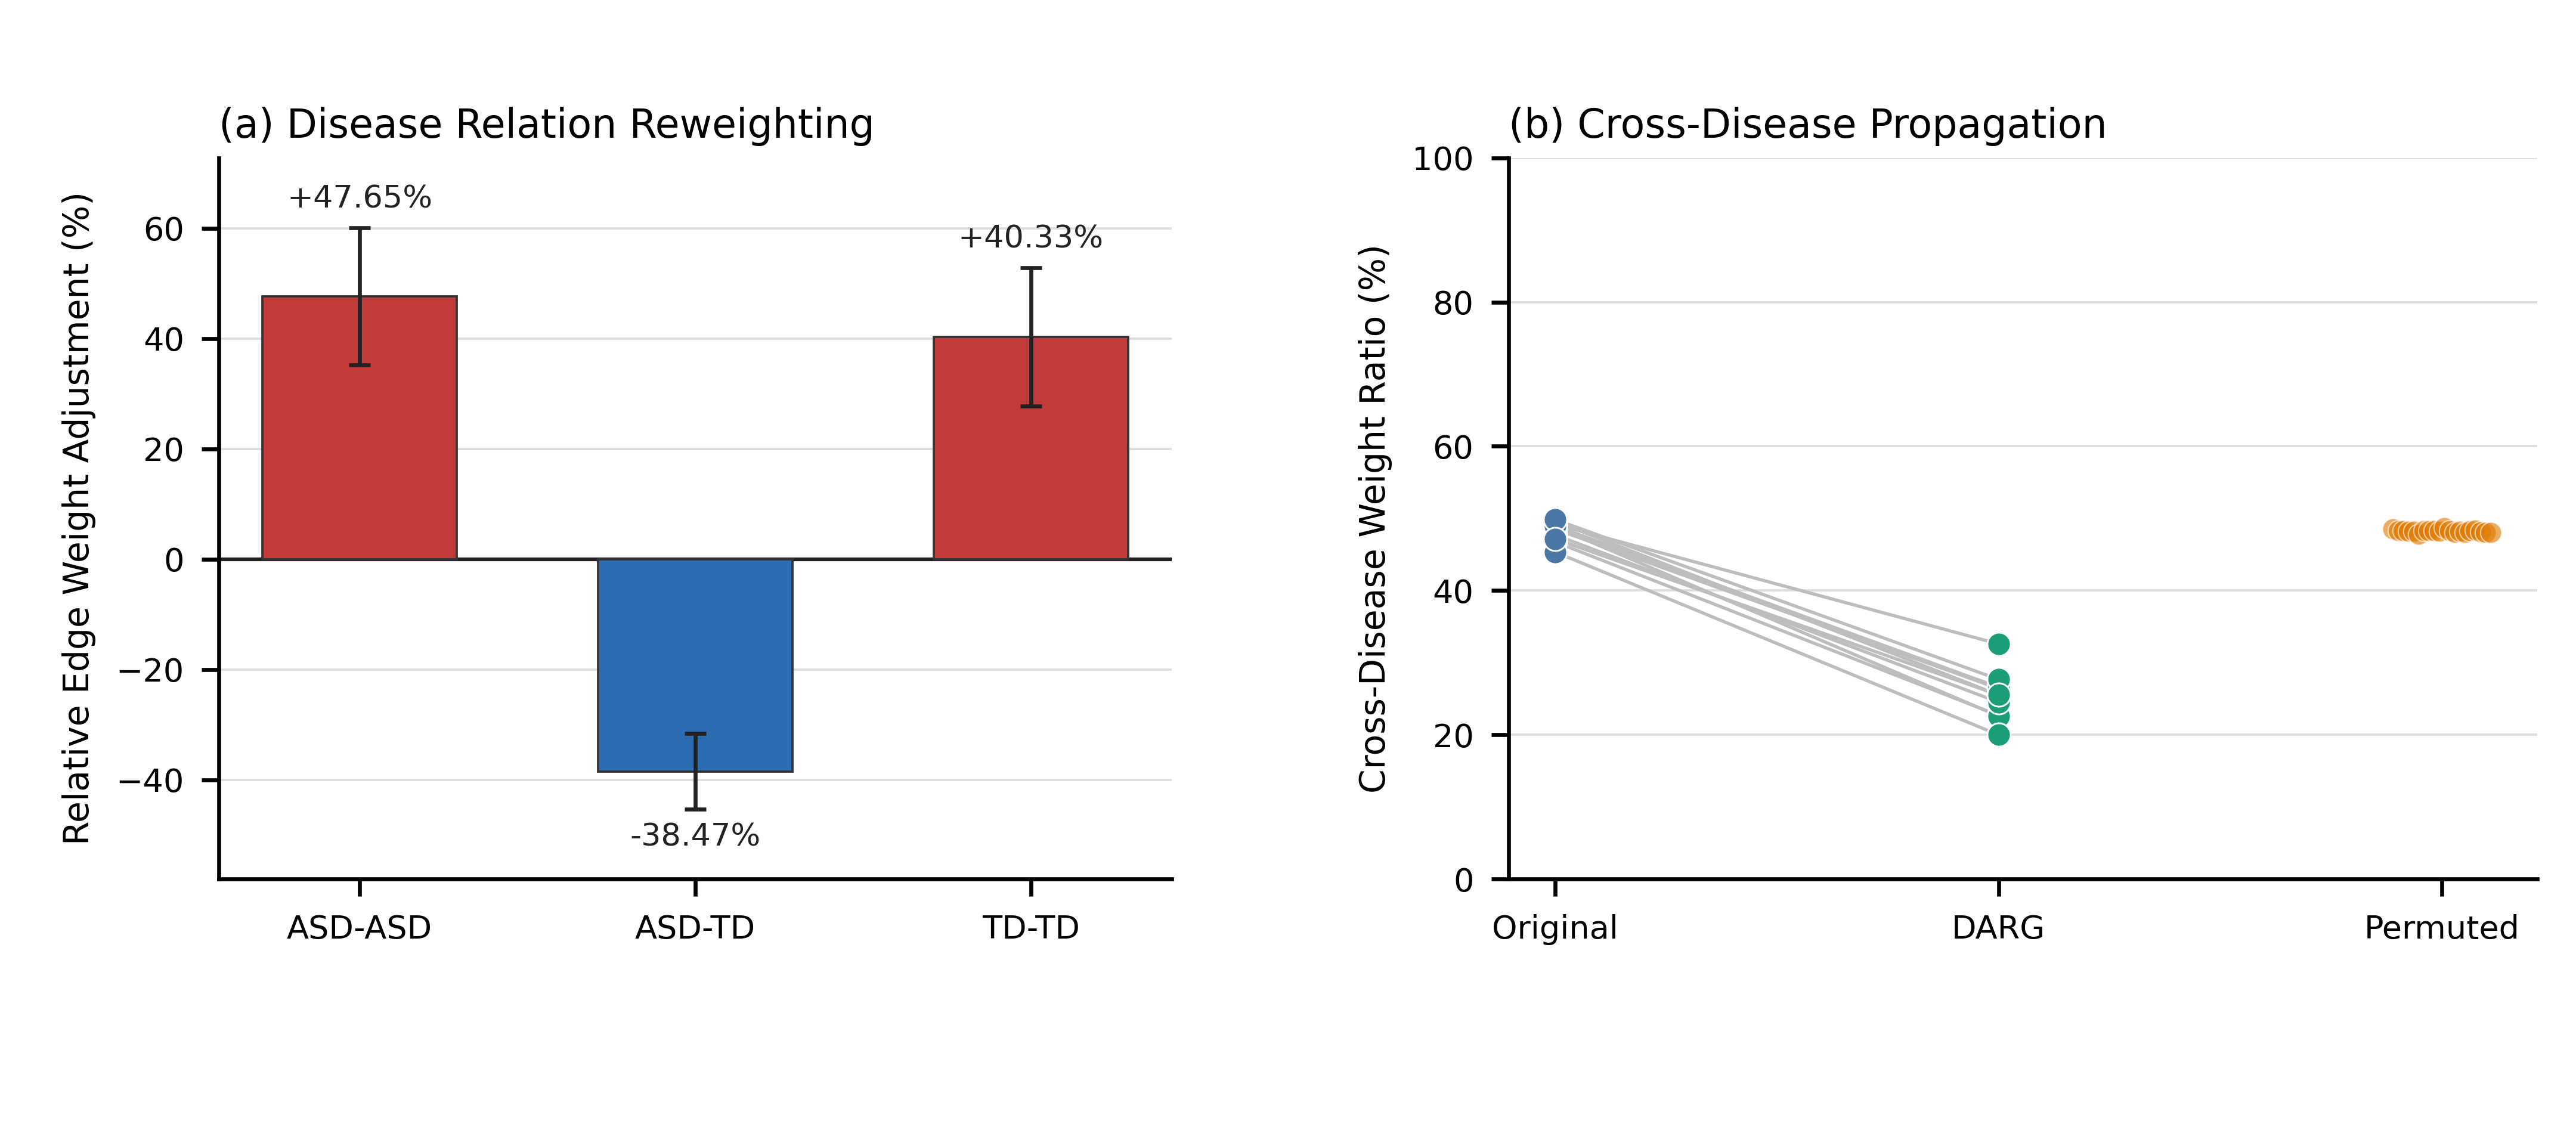 (a) Disease Relation Reweighting
Relative Edge Weight Adjustment (%)
60
40
20
0
−20
−40
+47.65%
-38.47%
+40.33%
ASD-ASD
ASD-TD
TD-TD
(b) Cross-Disease Propagation
Cross-Disease Weight Ratio (%)
100
80
60
40
20
0
Original
DARG
Permuted